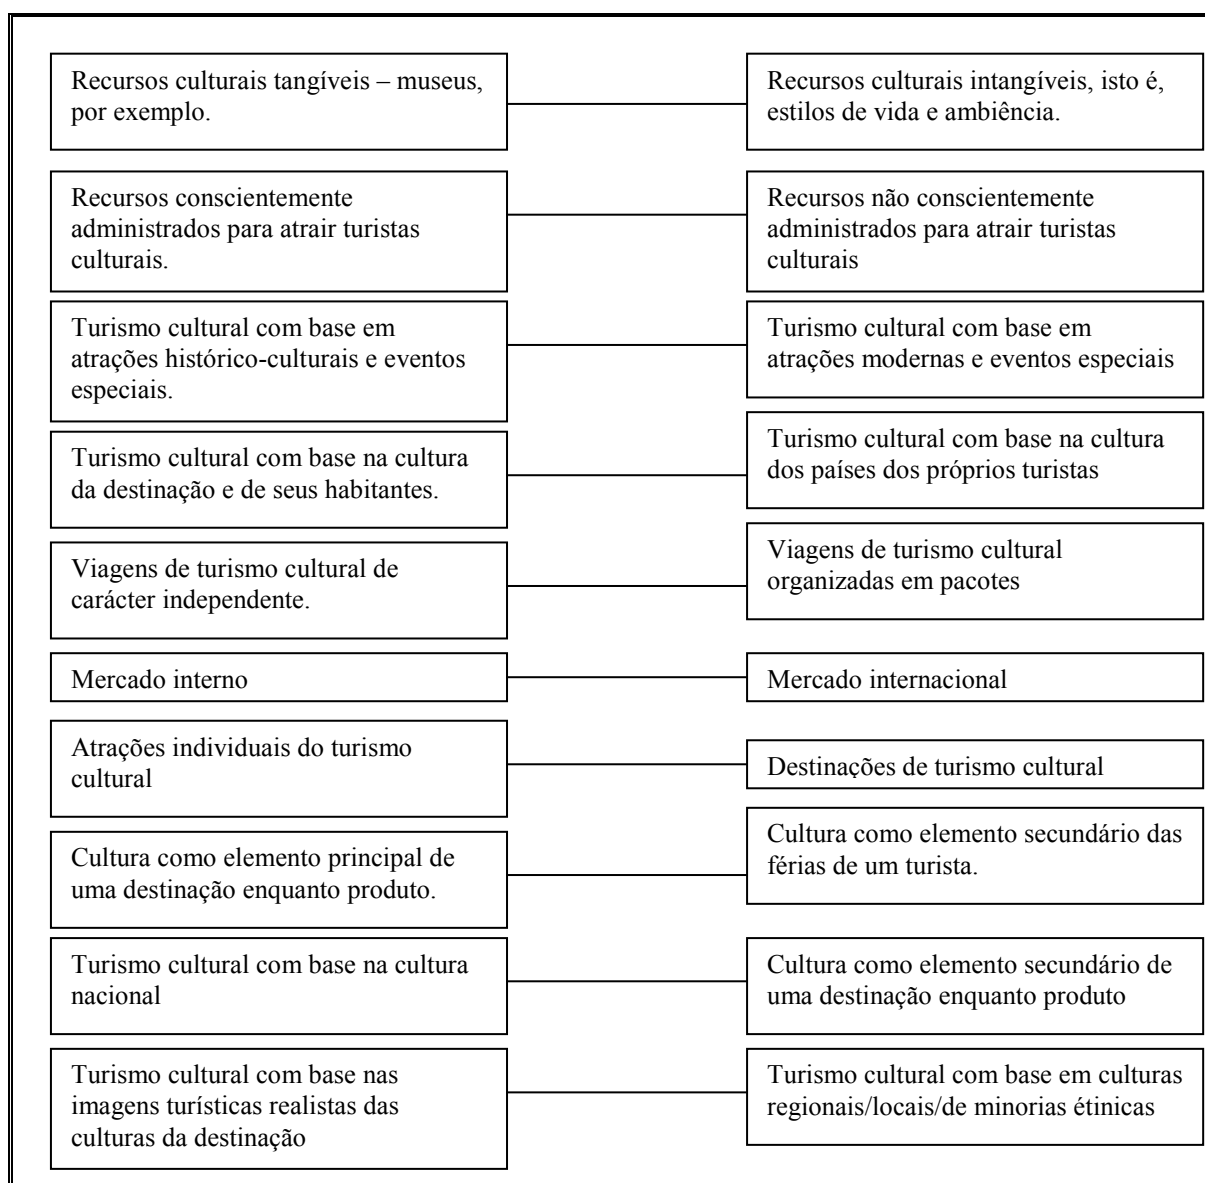 Recursos culturais tangíveis – museus,
por exemplo.
Recursos culturais intangíveis, isto é,
estilos de vida e ambiência.
Recursos conscientemente
administrados para atrair turistas
culturais.
Recursos não conscientemente
administrados para atrair turistas
culturais
Turismo cultural com base em
atrações histórico-culturais e eventos
especiais.
Turismo cultural com base em
atrações modernas e eventos especiais
Turismo cultural com base na cultura
da destinação e de seus habitantes.
Turismo cultural com base na cultura
dos países dos próprios turistas
Viagens de turismo cultural de
carácter independente.
Viagens de turismo cultural
organizadas em pacotes
Mercado interno
Mercado internacional
Atrações individuais do turismo
cultural
Destinações de turismo cultural
Cultura como elemento principal de
uma destinação enquanto produto.
Cultura como elemento secundário das
férias de um turista.
Turismo cultural com base na cultura
nacional
Cultura como elemento secundário de
uma destinação enquanto produto
Turismo cultural com base nas
imagens turísticas realistas das
culturas da destinação
Turismo cultural com base em culturas
regionais/locais/de minorias étinicas